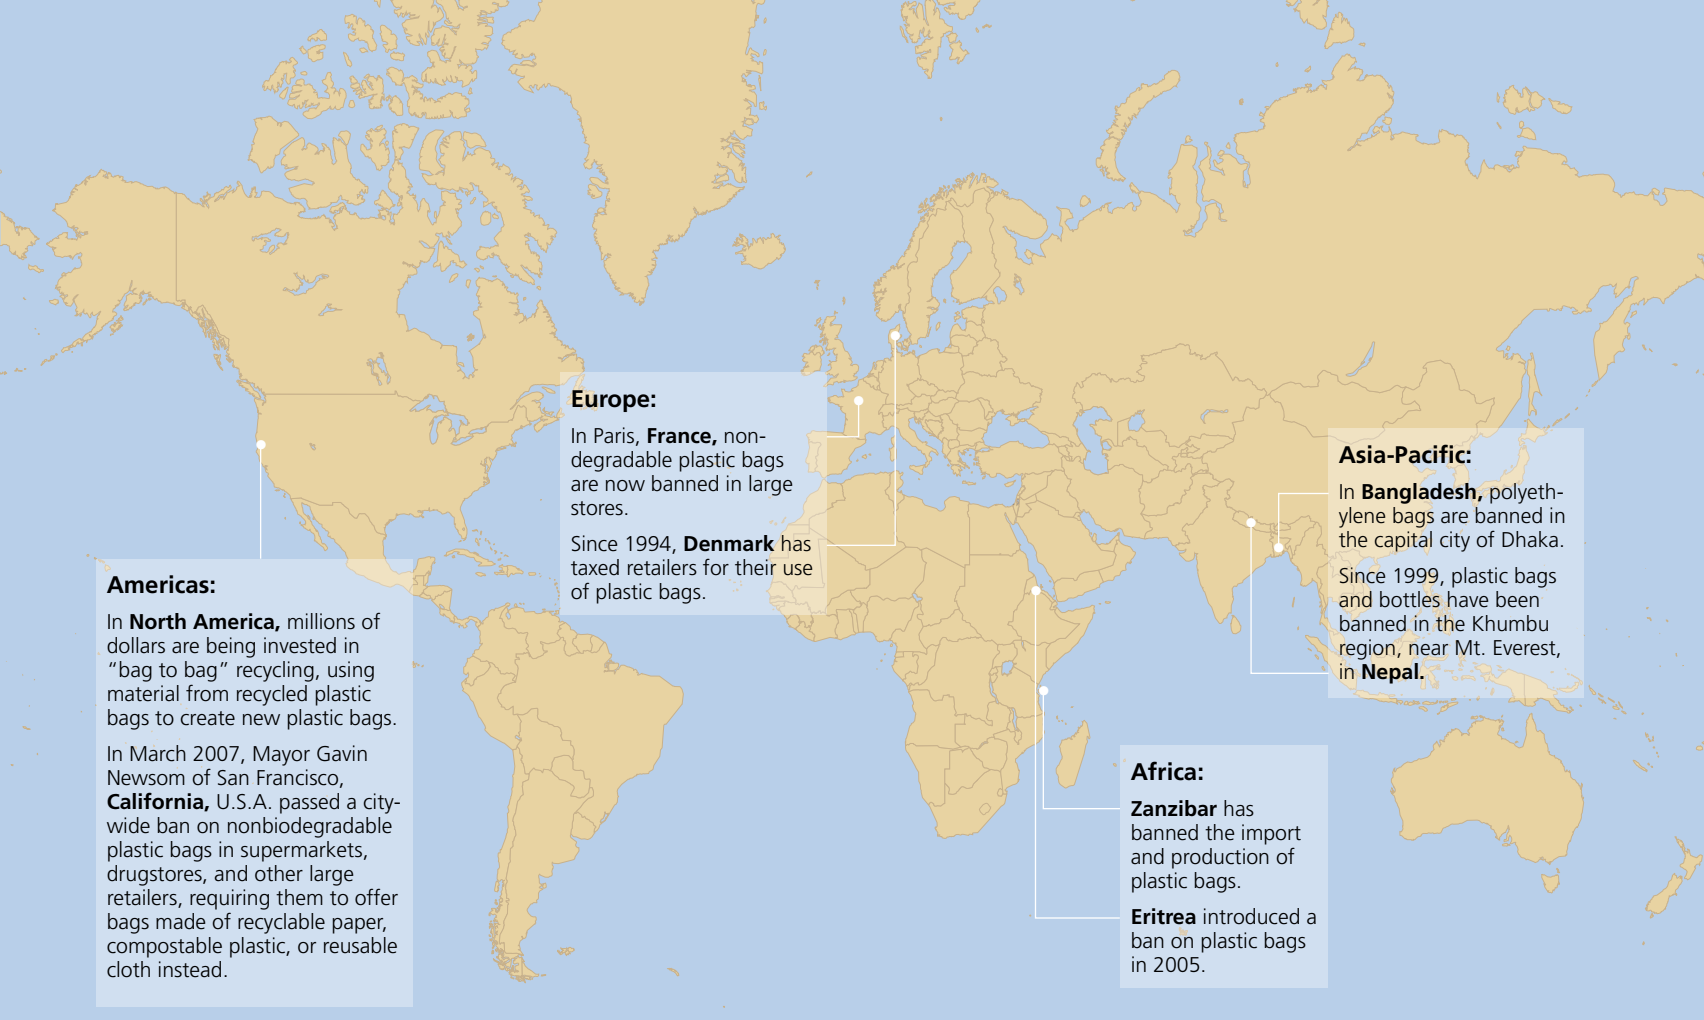 Americas:
In North America, millions of
dollars are being invested in
“bag to bag” recycling, using
material from recycled plastic
bags to create new plastic bags.
In March 2007, Mayor Gavin
Newsom of San Francisco,
California, U.S.A. passed a city-
wide ban on nonbiodegradable
plastic bags in supermarkets,
drugstores, and other large
retailers, requiring them to offer
bags made of recyclable paper,
compostable plastic, or reusable
cloth instead.
Europe:
In Paris, France, non-
degradable plastic bags
are now banned in large
stores.
Since 1994, Denmark has
taxed retailers for their use
of plastic bags.
Africa:
Zanzibar has
banned the import
and production of
plastic bags.
Eritrea introduced a
ban on plastic bags
in 2005.
Asia-Pacific:
In Bangladesh, polyeth-
ylene bags are banned in
the capital city of Dhaka.
Since 1999, plastic bags
and bottles have been
banned in the Khumbu
region, near Mt. Everest,
in Nepal.